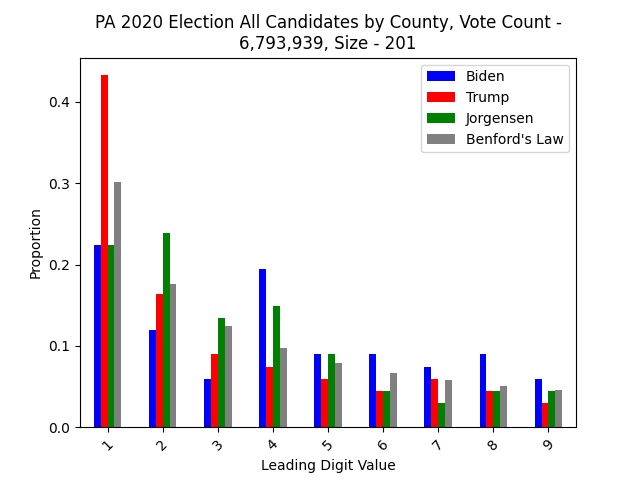 PA 2020 Election All Candidates by County, Vote Count -
6,793,939, Size - 201
Biden
Trump
Jorgensen
Benford's Law
Proportion
0.4
0.3
0.2
0.1
0.0
1 2 3 4 5 6 7 8 9
Leading Digit Value